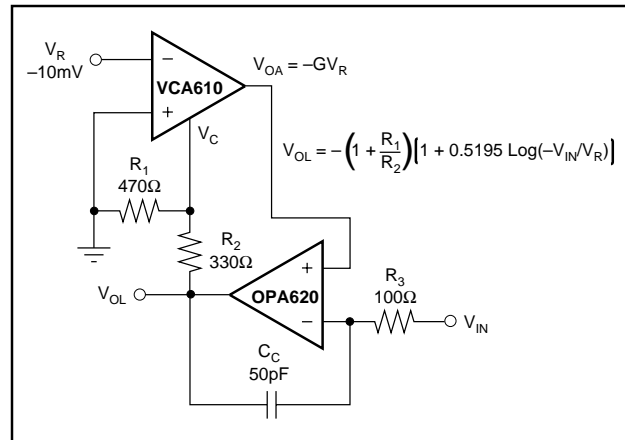 V_R
–10mV
–
VCA610
+
V_OA = –GV_R
V_C
V_OL = –(1 + R_1/R_2)[1 + 0.5195 Log(–V_IN/V_R)]
R_1
470Ω
R_2
330Ω
+
OPA620
–
R_3
100Ω
V_OL
V_IN
C_C
50pF